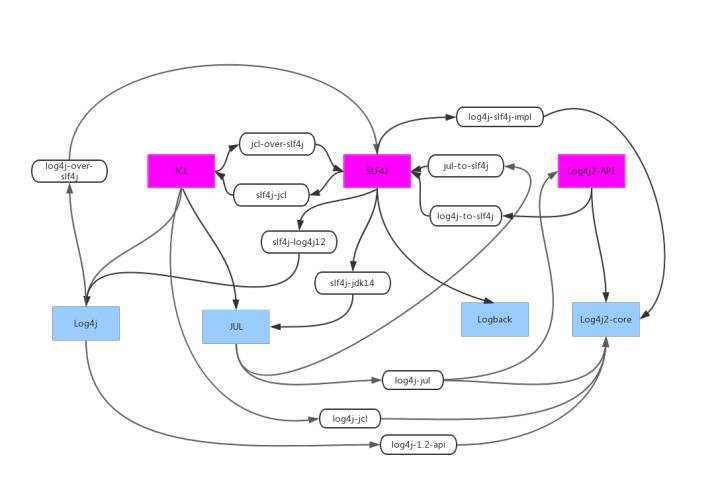 log4j-slf4j-impl
jcl-over-slf4j
log4j-over-
slf4j
JCL
SLF4J
jul-to-slf4j
Log4j2-API
slf4j-jcl
log4j-to-slf4j
slf4j-log4j12
slf4j-jdk14
Log4j
JUL
Logback
Log4j2-core
log4j-jul
log4j-jcl
log4j-1.2-api